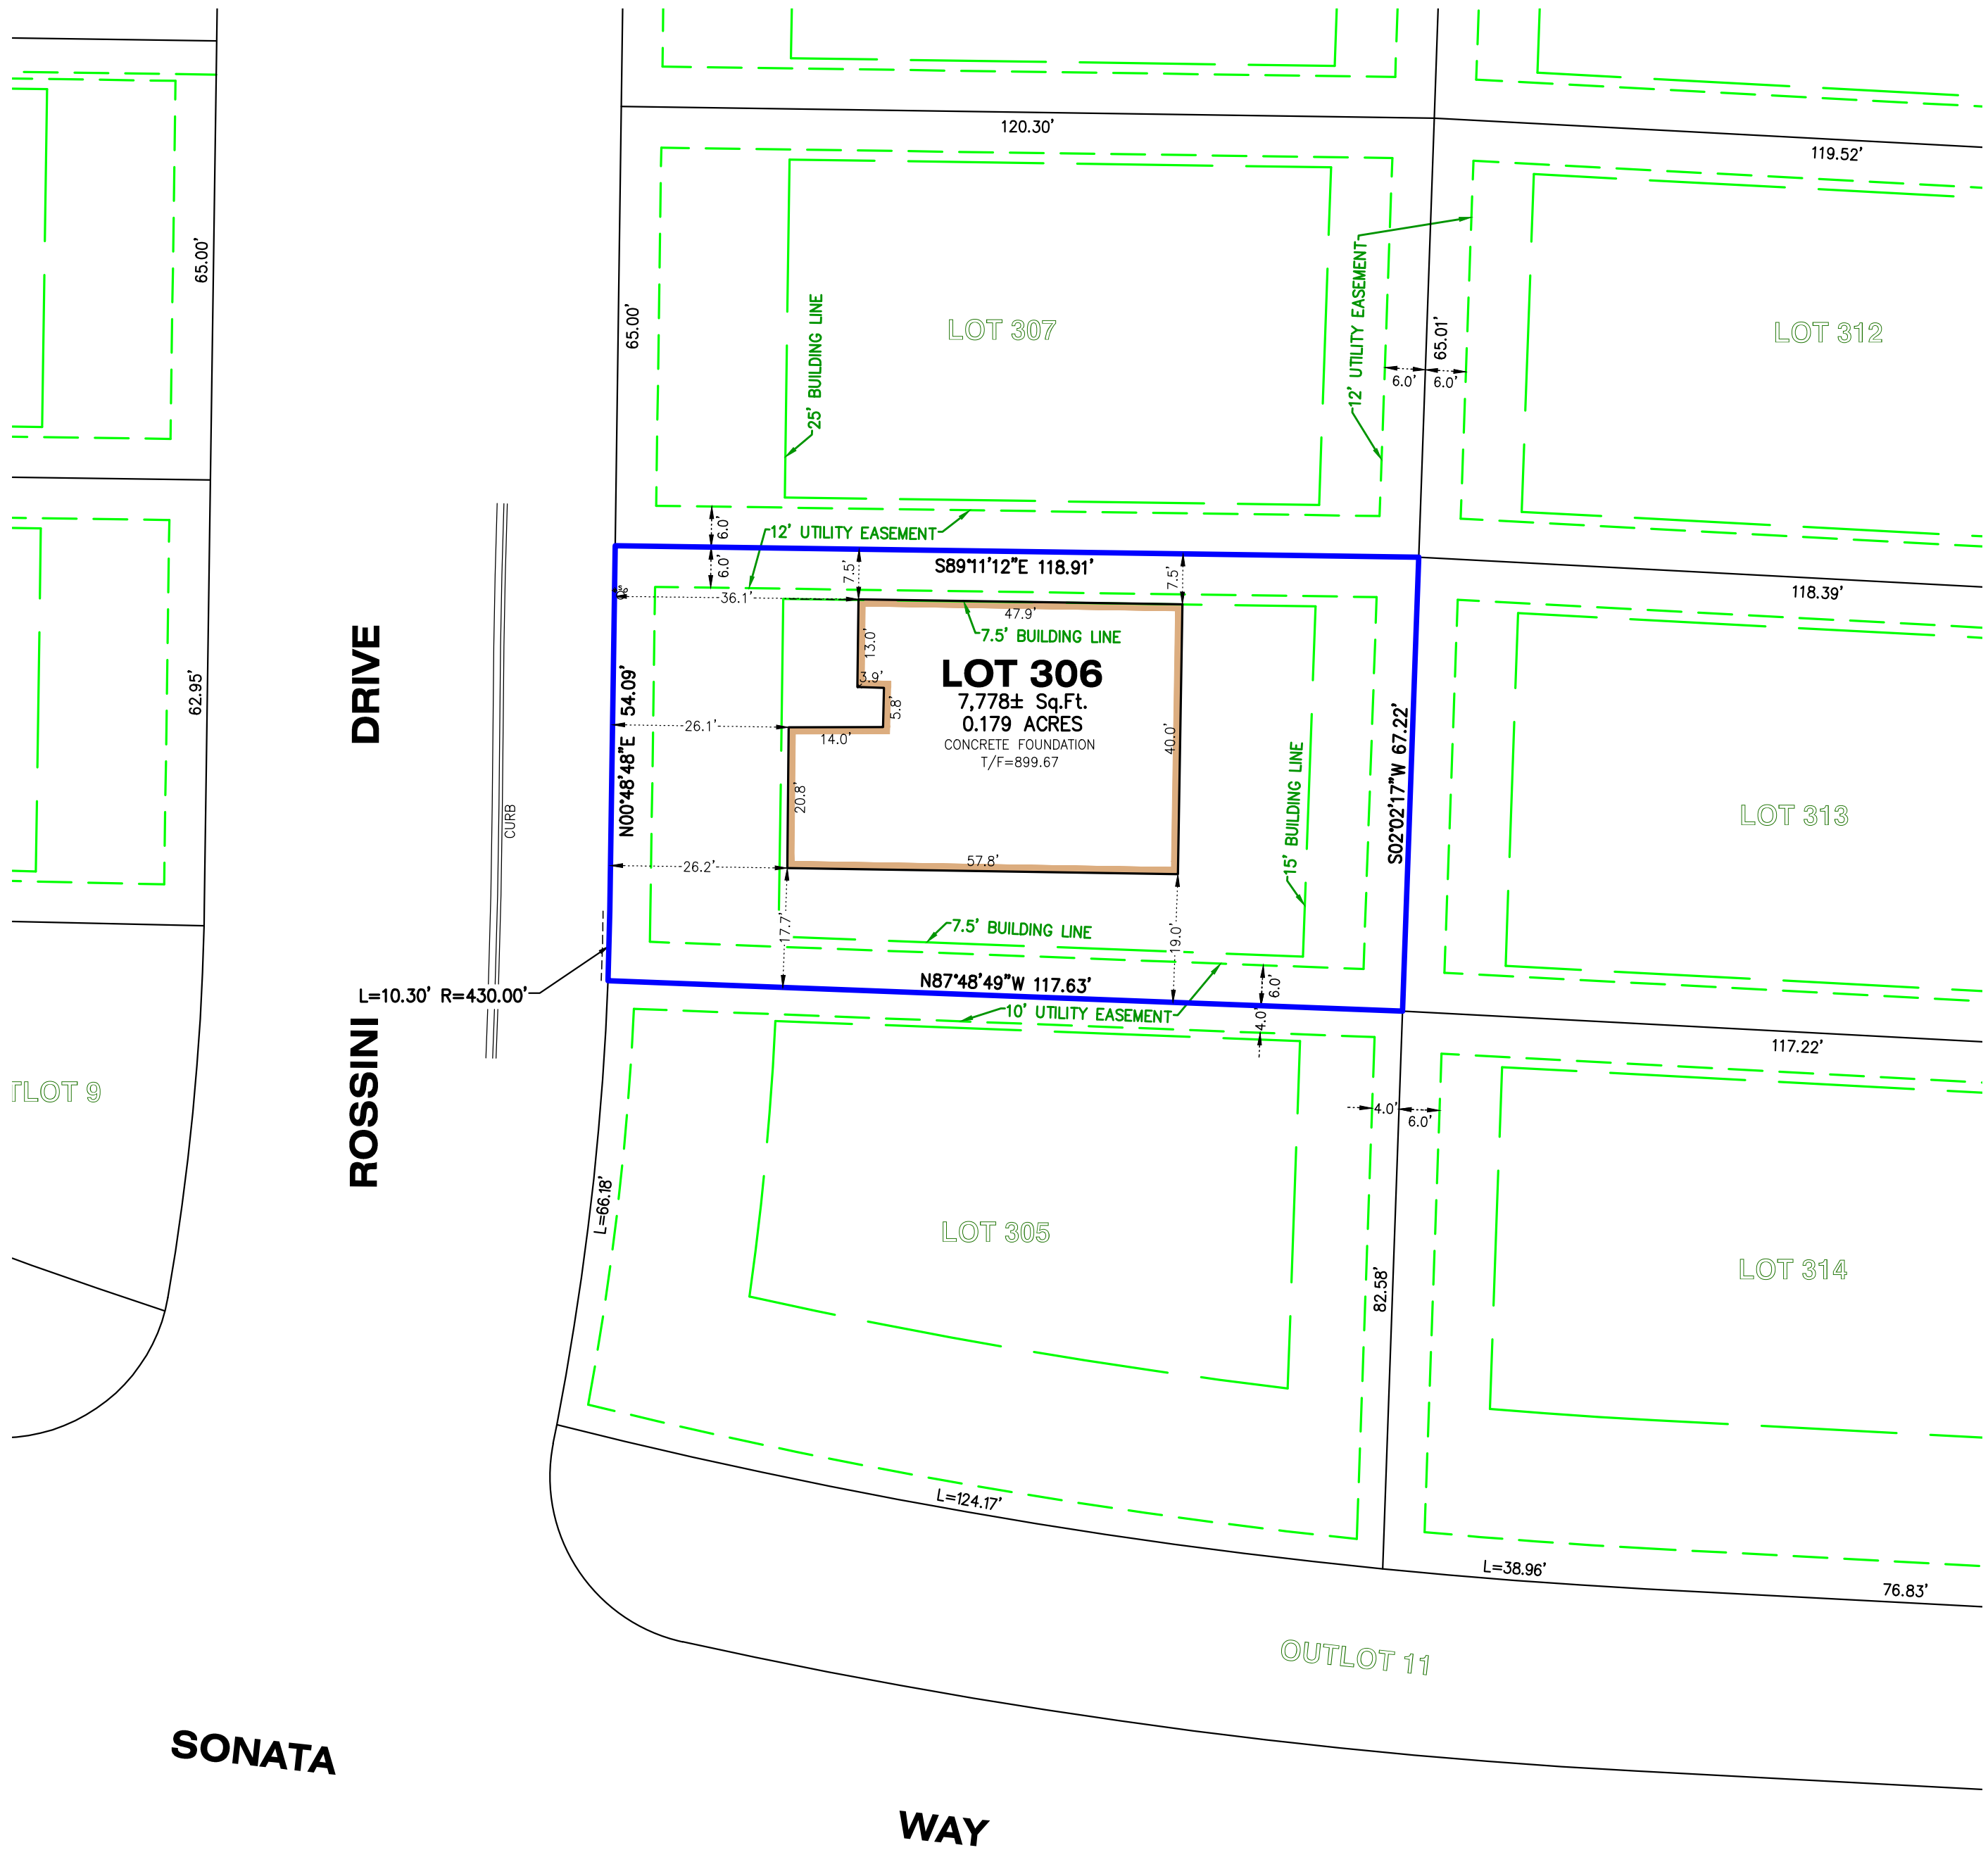 120.30'
119.52'
65.00'
65.00'
25' BUILDING LINE
LOT 307
12' UTILITY EASEMENT
65.01'
LOT 312
6.0'
6.0'
6.0'
12' UTILITY EASEMENT
6.0'
7.5'
S89°11'12"E 118.91'
7.5'
36.1'
47.9'
7.5' BUILDING LINE
118.39'
13.0'
3.9'
5.8'
LOT 306
7,778± Sq.Ft.
0.179 ACRES
CONCRETE FOUNDATION
T/F=899.67
62.95'
DRIVE
N00°48'48"E 54.09'
26.1'
14.0'
40.0'
15' BUILDING LINE
S02°02'17"W 67.22'
LOT 313
CURB
20.8'
26.2'
57.8'
17.7'
7.5' BUILDING LINE
19.0'
L=10.30' R=430.00'
N87°48'49"W 117.63'
6.0'
10' UTILITY EASEMENT
4.0'
117.22'
ROSSINI
TLOT 9
4.0'
6.0'
L=66.18'
LOT 305
82.58'
LOT 314
L=124.17'
L=38.96'
76.83'
OUTLOT 11
SONATA
WAY